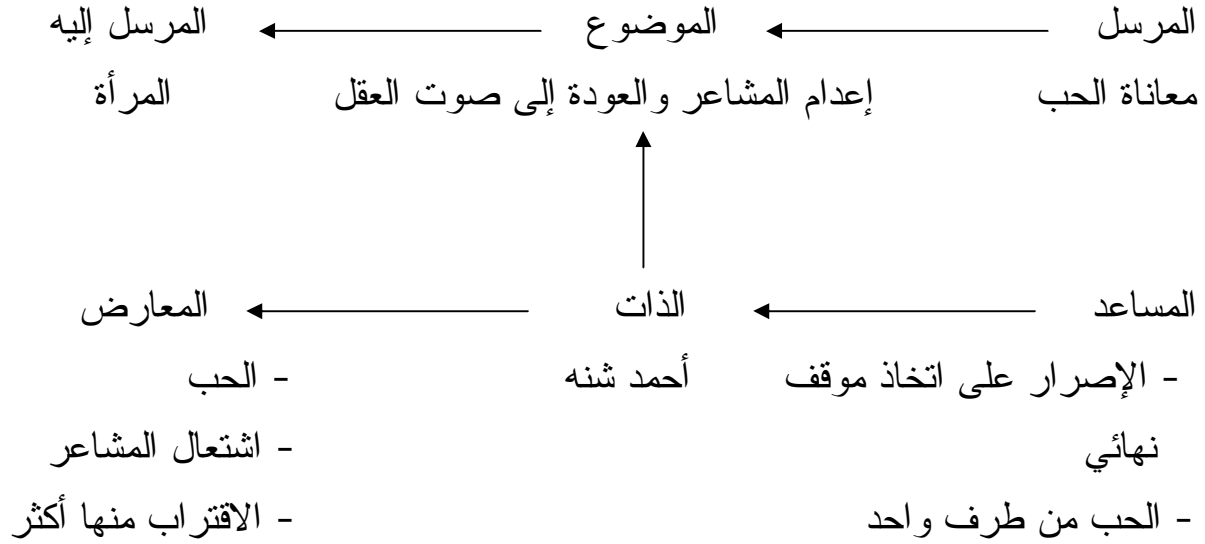 المرسل الموضوع المرسل إليه
معاناة الحب إعدام المشاعر والعودة إلى صوت العقل المرأة
المساعد الذات المعارض
- الإصرار على اتخاذ موقف أحمد شنه - الحب
نهائي - اشتعال المشاعر
- الحب من طرف واحد - الاقتراب منها أكثر